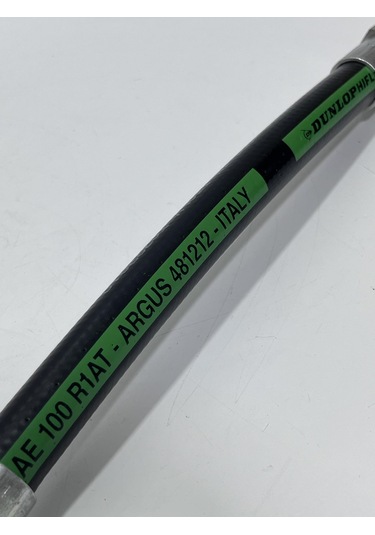 AE 100 R1AT - ARGUS 481212 - ITALY
DUNLOPHIFL